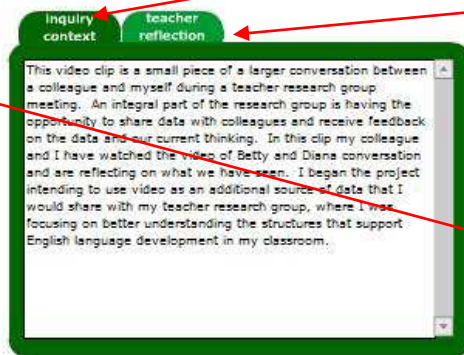 inquiry context
teacher reflection
This video clip is a small piece of a larger conversation between
a colleague and myself during a teacher research group
meeting. An integral part of the research group is having the
opportunity to share data with colleagues and receive feedback
on the data and our current thinking. In this clip my colleague
and I have watched the video of Betty and Diana conversation
and are reflecting on what we have seen. I began the project
intending to use video as an additional source of data that I
would share with my teacher research group, where I was
focusing on better understanding the structures that support
English language development in my classroom.